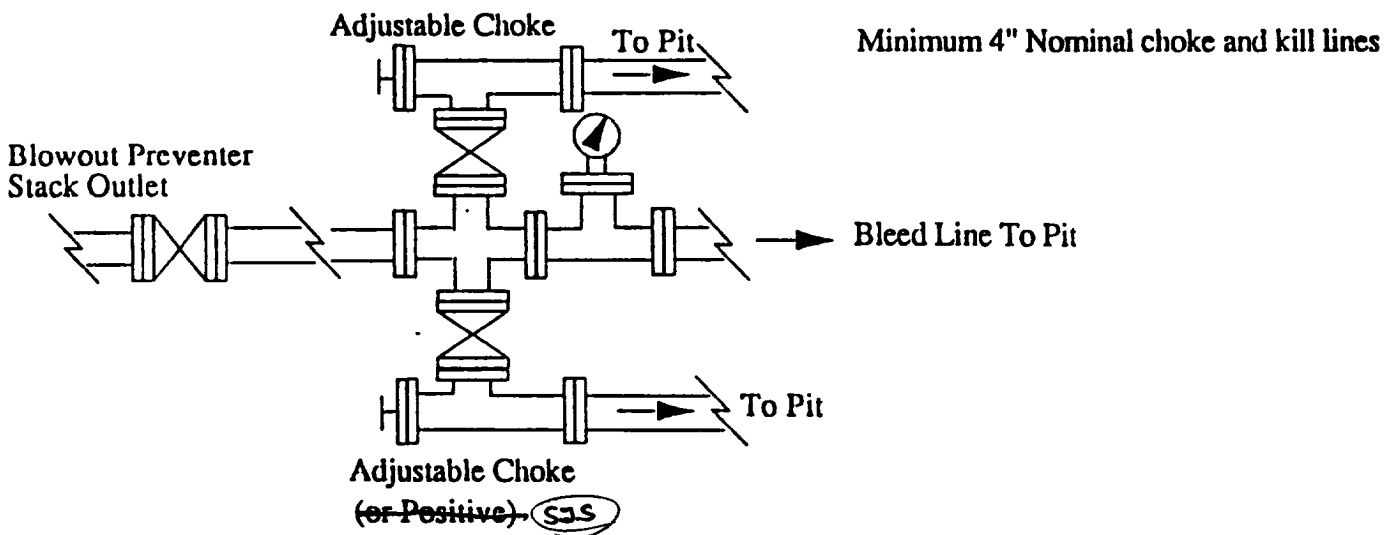 Adjustable Choke
To Pit
Minimum 4" Nominal choke and kill lines
Blowout Preventer
Stack Outlet
Bleed Line To Pit
To Pit
Adjustable Choke
(or Positive) SJS